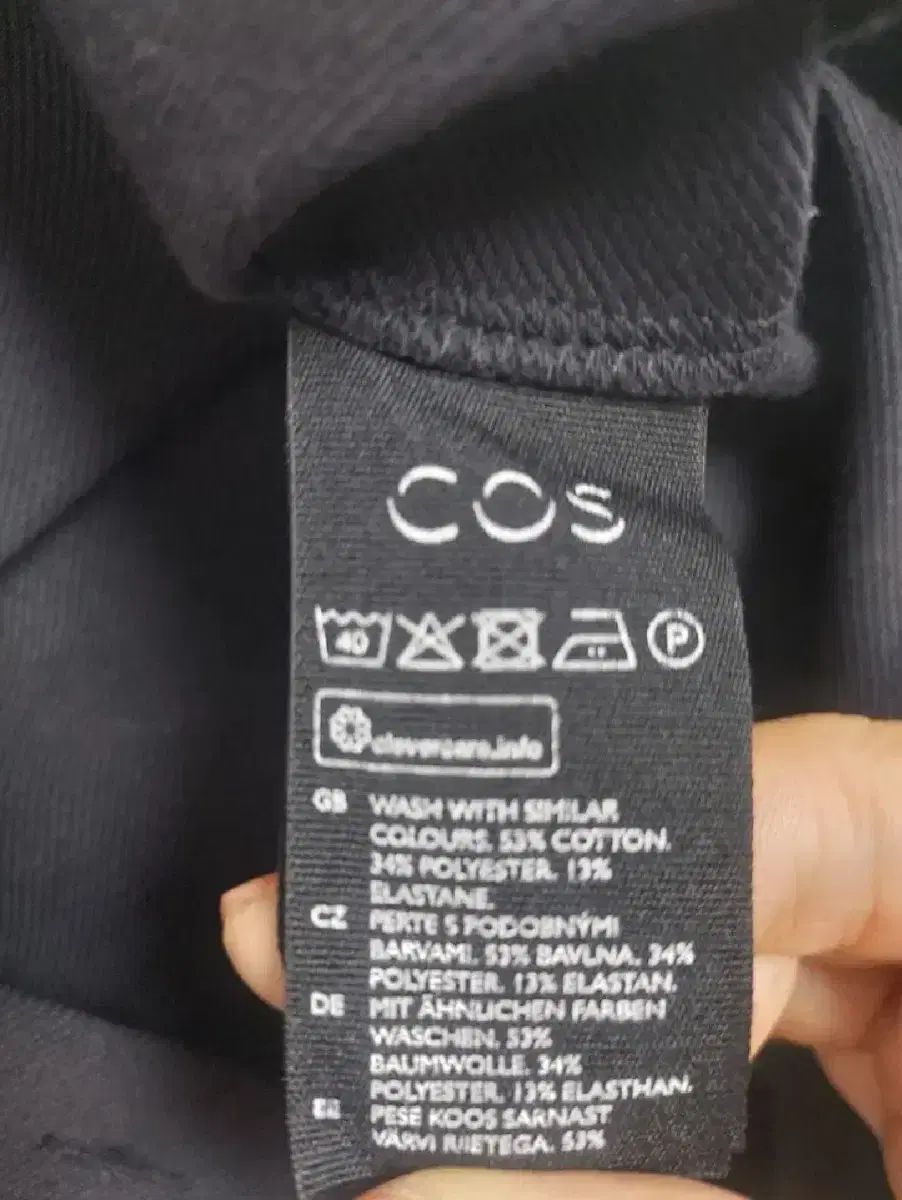 COS
40
P
clevercare.info
GB WASH WITH SIMILAR
COLOURS. 53% COTTON.
34% POLYESTER. 13%
ELASTANE.
CZ PERTE S PODOBNÝMI
BARVAMI. 53% BAVLNA. 34%
POLYESTER. 13% ELASTAN.
DE MIT ÄHNLICHEN FARBEN
WASCHEN. 53%
BAUMWOLLE. 34%
POLYESTER. 13% ELASTHAN.
EE PESE KOOS SARNAST
VÄRVI RIIETEGA. 53%